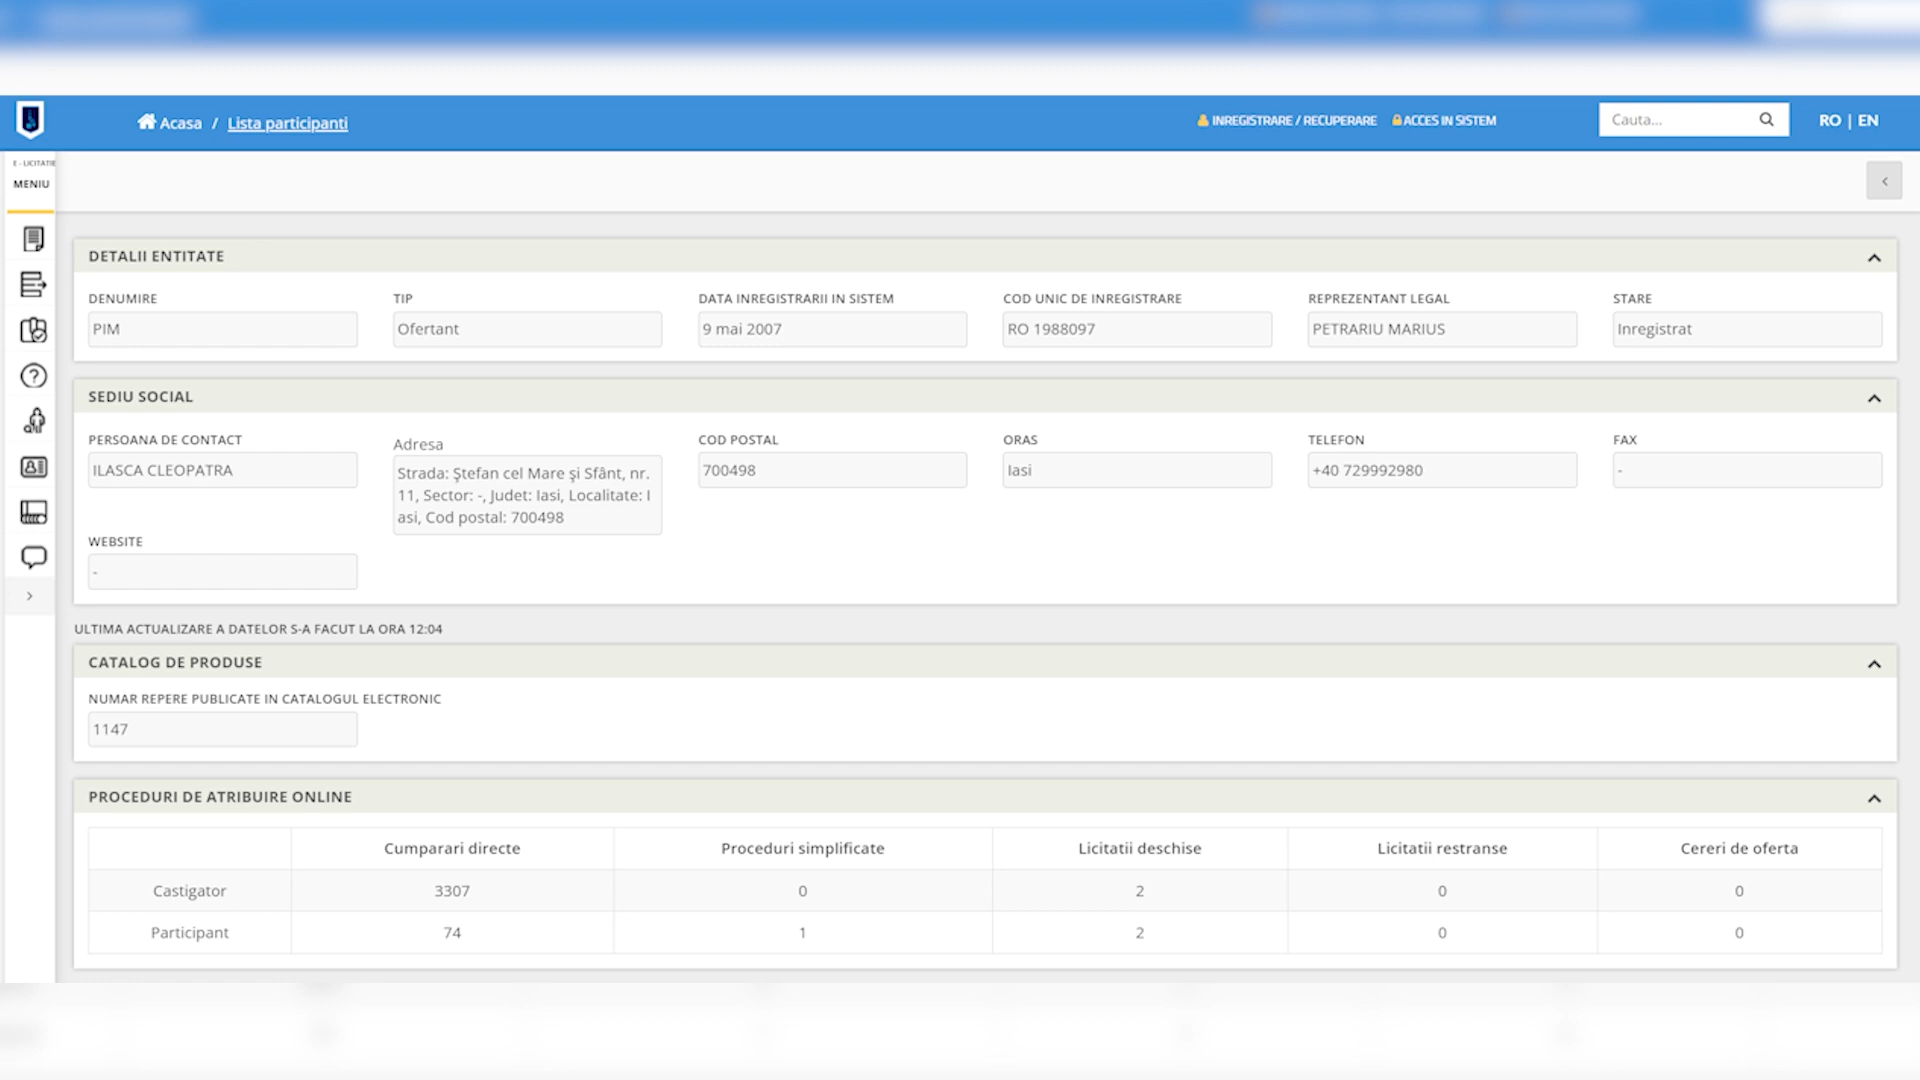 Acasa / Lista participanti
INREGISTRARE / RECUPERARE
ACCES IN SISTEM
Cauta...
RO | EN
E - LICITATIE
MENIU
DETALII ENTITATE
DENUMIRE
PIM
TIP
Ofertant
DATA INREGISTRARII IN SISTEM
9 mai 2007
COD UNIC DE INREGISTRARE
RO 1988097
REPREZENTANT LEGAL
PETRARIU MARIUS
STARE
Inregistrat
SEDIU SOCIAL
PERSOANA DE CONTACT
ILASCA CLEOPATRA
Adresa
Strada: Ştefan cel Mare şi Sfânt, nr.
11, Sector: -, Judet: Iasi, Localitate: I
asi, Cod postal: 700498
COD POSTAL
700498
ORAS
Iasi
TELEFON
+40 729992980
FAX
-
WEBSITE
-
ULTIMA ACTUALIZARE A DATELOR S-A FACUT LA ORA 12:04
CATALOG DE PRODUSE
NUMAR REPERE PUBLICATE IN CATALOGUL ELECTRONIC
1147
PROCEDURI DE ATRIBUIRE ONLINE
Cumparari directe Proceduri simplificate Licitatii deschise Licitatii restranse Cereri de oferta
Castigator 3307 0 2 0 0
Participant 74 1 2 0 0